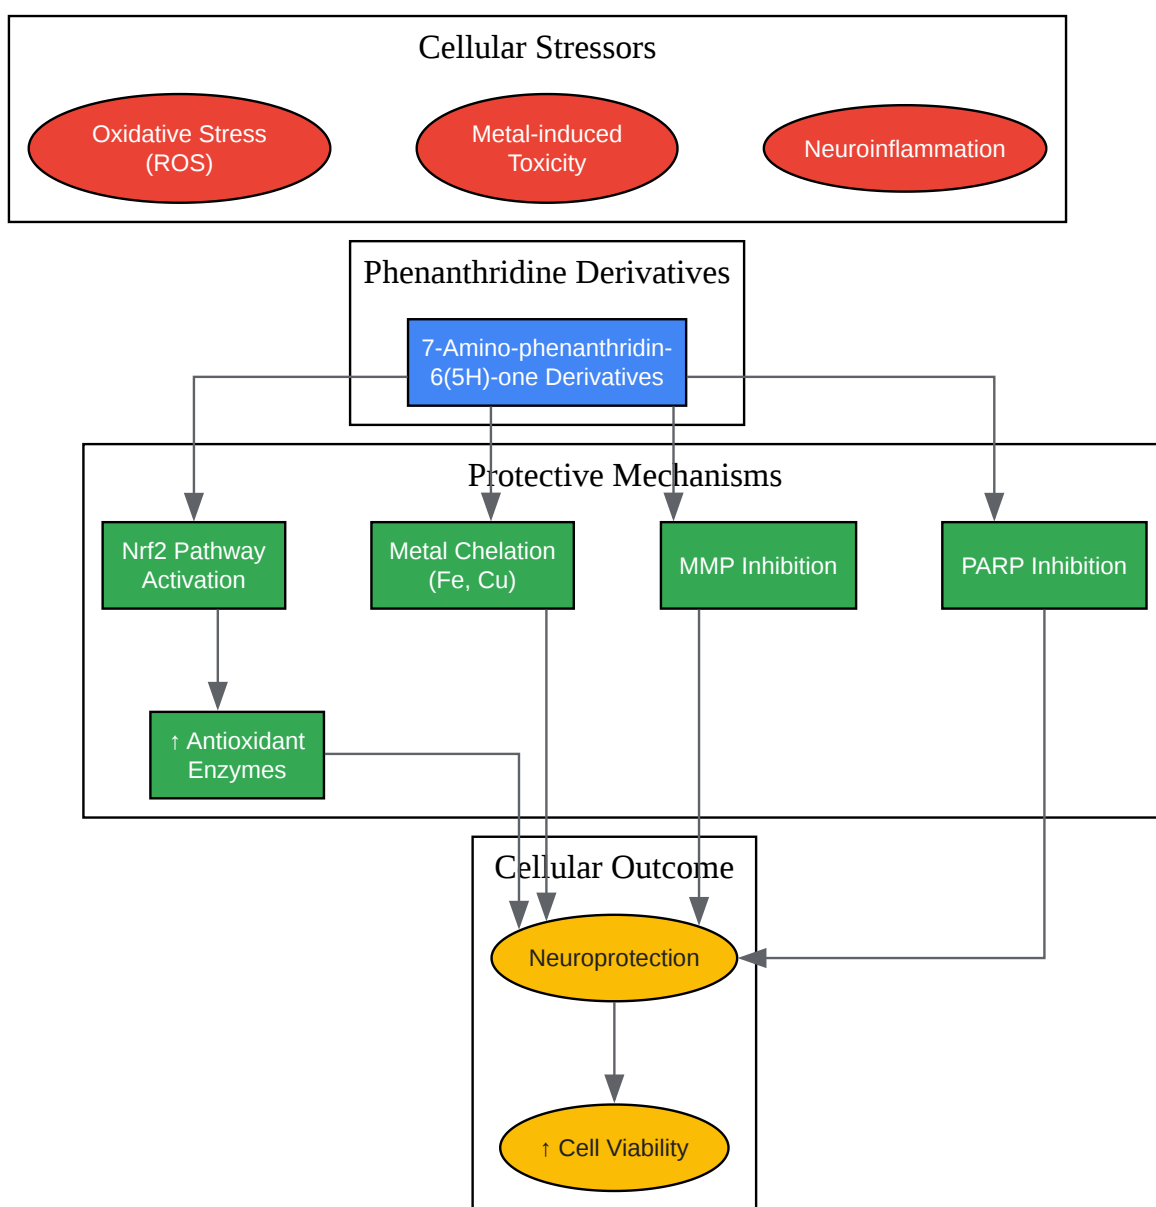 Cellular Stressors
Oxidative Stress
(ROS)
Metal-induced
Toxicity
Neuroinflammation
Phenanthridine Derivatives
7-Amino-phenanthridin-
6(5H)-one Derivatives
Protective Mechanisms
Nrf2 Pathway
Activation
Metal Chelation
(Fe, Cu)
MMP Inhibition
PARP Inhibition
↑ Antioxidant
Enzymes
Cellular Outcome
Neuroprotection
↑ Cell Viability